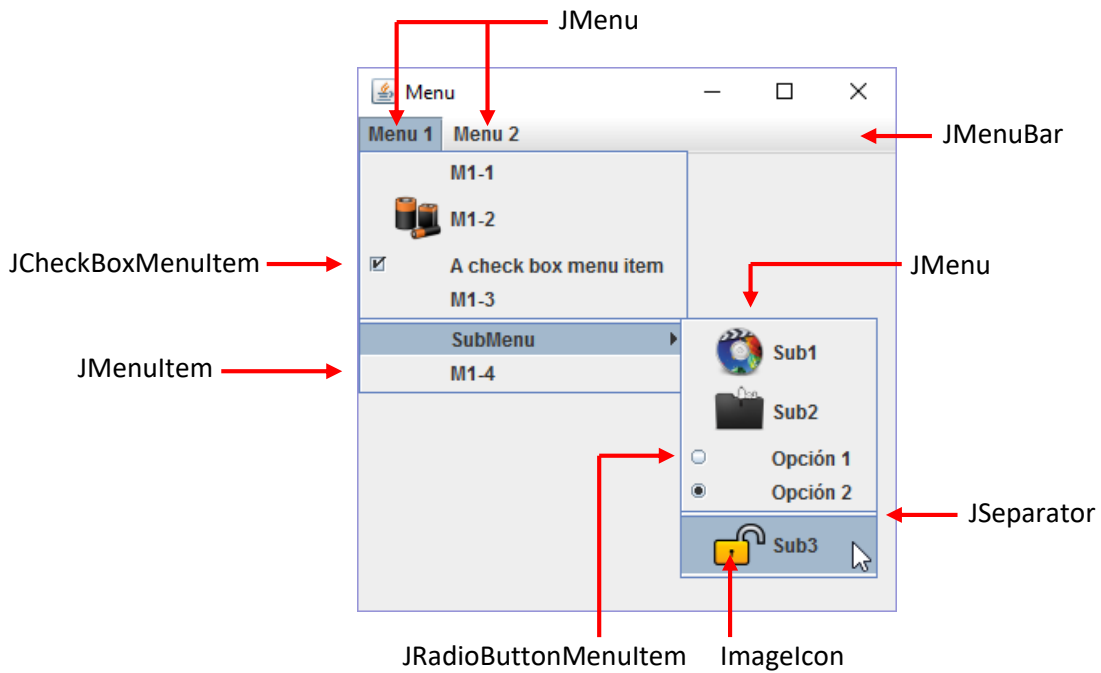 JMenu
Menu
Menu 1 Menu 2
JMenuBar
M1-1
M1-2
JCheckBoxMenuItem
A check box menu item
JMenu
M1-3
SubMenu
Sub1
JMenuItem
M1-4
Sub2
Opción 1
Opción 2
JSeparator
Sub3
JRadioButtonMenuItem
ImageIcon